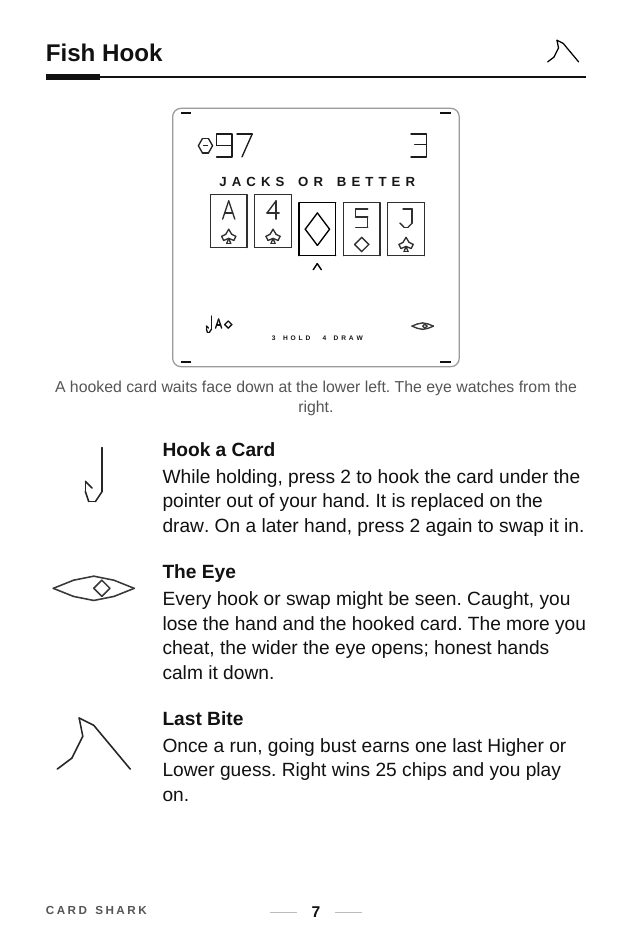 Fish Hook
97 3
JACKS OR BETTER
A 4 5 J
JA
3 HOLD 4 DRAW
A hooked card waits face down at the lower left. The eye watches from the
right.
Hook a Card
While holding, press 2 to hook the card under the
pointer out of your hand. It is replaced on the
draw. On a later hand, press 2 again to swap it in.
The Eye
Every hook or swap might be seen. Caught, you
lose the hand and the hooked card. The more you
cheat, the wider the eye opens; honest hands
calm it down.
Last Bite
Once a run, going bust earns one last Higher or
Lower guess. Right wins 25 chips and you play
on.
CARD SHARK 7